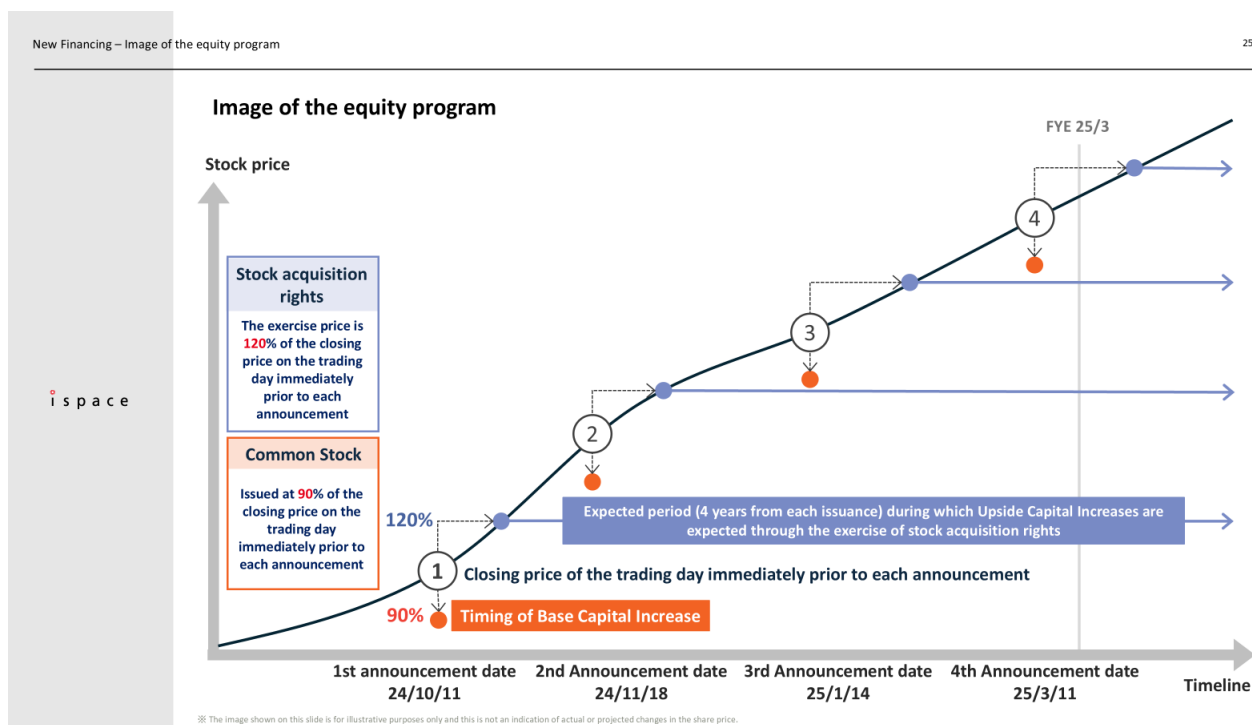 New Financing – Image of the equity program
25
Image of the equity program
FYE 25/3
Stock price
Stock acquisition
rights
The exercise price is
120% of the closing
price on the trading
day immediately
prior to each
announcement
ispace
Common Stock
Issued at 90% of the
closing price on the
trading day
immediately prior to
each announcement
4
3
2
120%
Expected period (4 years from each issuance) during which Upside Capital Increases are
expected through the exercise of stock acquisition rights
1
Closing price of the trading day immediately prior to each announcement
90%
Timing of Base Capital Increase
1st announcement date
24/10/11
2nd Announcement date
24/11/18
3rd Announcement date
25/1/14
4th Announcement date
25/3/11
Timeline
※ The image shown on this slide is for illustrative purposes only and this is not an indication of actual or projected changes in the share price.